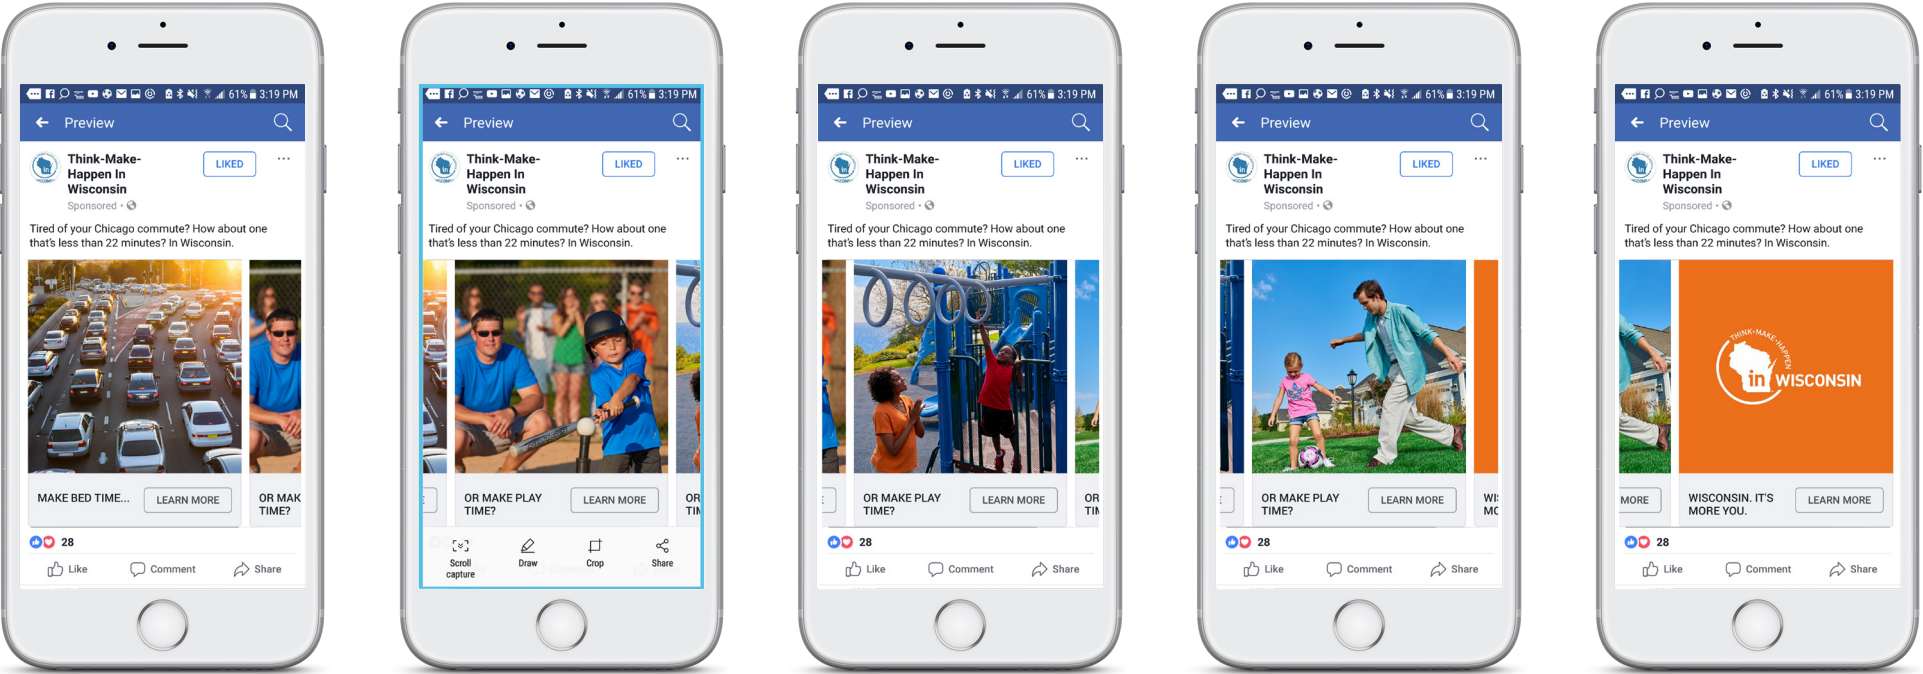 61% 3:19 PM
Preview
Think-Make-
Happen In
Wisconsin
LIKED
Sponsored
Tired of your Chicago commute? How about one
that's less than 22 minutes? In Wisconsin.
MAKE BED TIME...
LEARN MORE
OR MAK
TIME?
28
Like
Comment
Share
61% 3:19 PM
Preview
Think-Make-
Happen In
Wisconsin
LIKED
Sponsored
Tired of your Chicago commute? How about one
that's less than 22 minutes? In Wisconsin.
E
OR MAKE PLAY
TIME?
LEARN MORE
OR
TIM
Scroll
capture
Draw
Crop
Share
61% 3:19 PM
Preview
Think-Make-
Happen In
Wisconsin
LIKED
Sponsored
Tired of your Chicago commute? How about one
that's less than 22 minutes? In Wisconsin.
E
OR MAKE PLAY
TIME?
LEARN MORE
OR
TIM
28
Like
Comment
Share
61% 3:19 PM
Preview
Think-Make-
Happen In
Wisconsin
LIKED
Sponsored
Tired of your Chicago commute? How about one
that's less than 22 minutes? In Wisconsin.
E
OR MAKE PLAY
TIME?
LEARN MORE
WI
MO
28
Like
Comment
Share
61% 3:19 PM
Preview
Think-Make-
Happen In
Wisconsin
LIKED
Sponsored
Tired of your Chicago commute? How about one
that's less than 22 minutes? In Wisconsin.
THINK•MAKE•HAPPEN
in WISCONSIN
MORE
WISCONSIN. IT'S
MORE YOU.
LEARN MORE
28
Like
Comment
Share